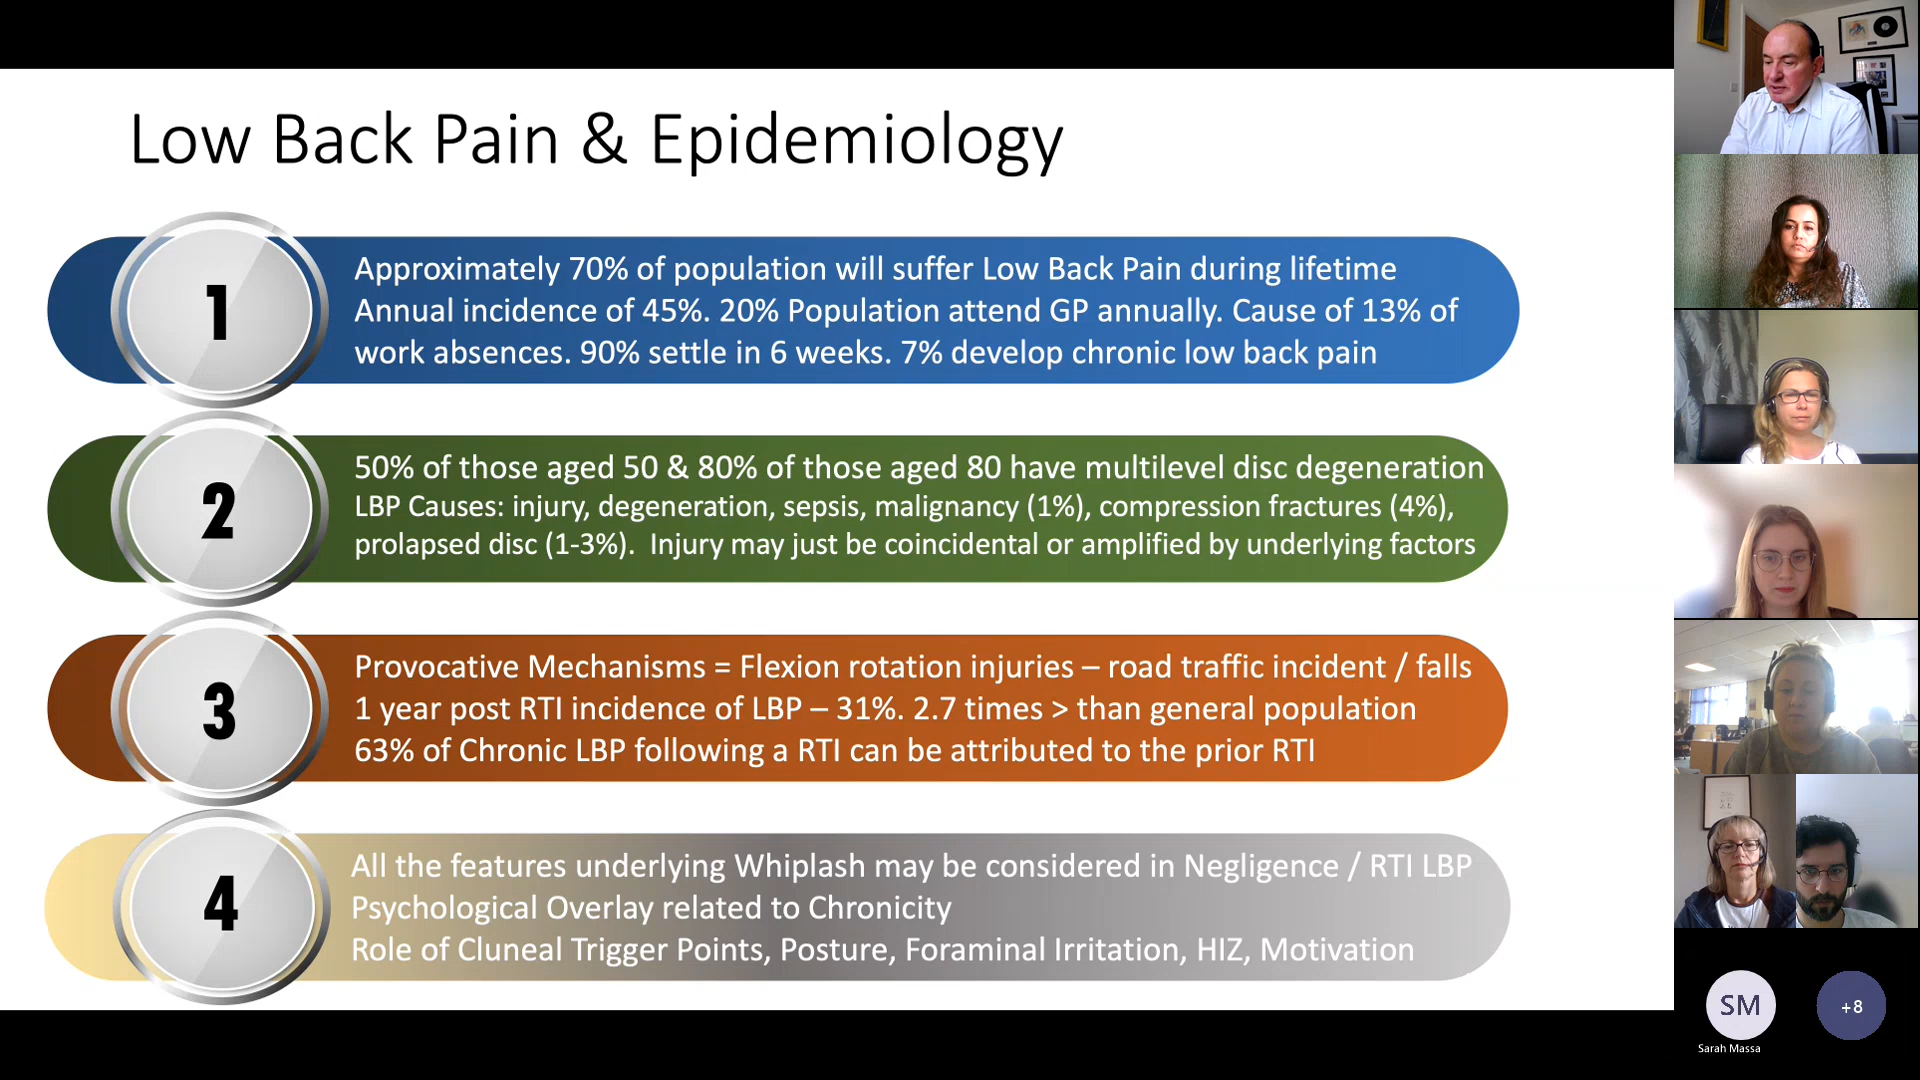 Low Back Pain & Epidemiology
1
Approximately 70% of population will suffer Low Back Pain during lifetime
Annual incidence of 45%. 20% Population attend GP annually. Cause of 13% of
work absences. 90% settle in 6 weeks. 7% develop chronic low back pain
2
50% of those aged 50 & 80% of those aged 80 have multilevel disc degeneration
LBP Causes: injury, degeneration, sepsis, malignancy (1%), compression fractures (4%),
prolapsed disc (1-3%).  Injury may just be coincidental or amplified by underlying factors
3
Provocative Mechanisms = Flexion rotation injuries – road traffic incident / falls
1 year post RTI incidence of LBP – 31%. 2.7 times > than general population
63% of Chronic LBP following a RTI can be attributed to the prior RTI
4
All the features underlying Whiplash may be considered in Negligence / RTI LBP
Psychological Overlay related to Chronicity
Role of Cluneal Trigger Points, Posture, Foraminal Irritation, HIZ, Motivation
SM
+8
Sarah Massa